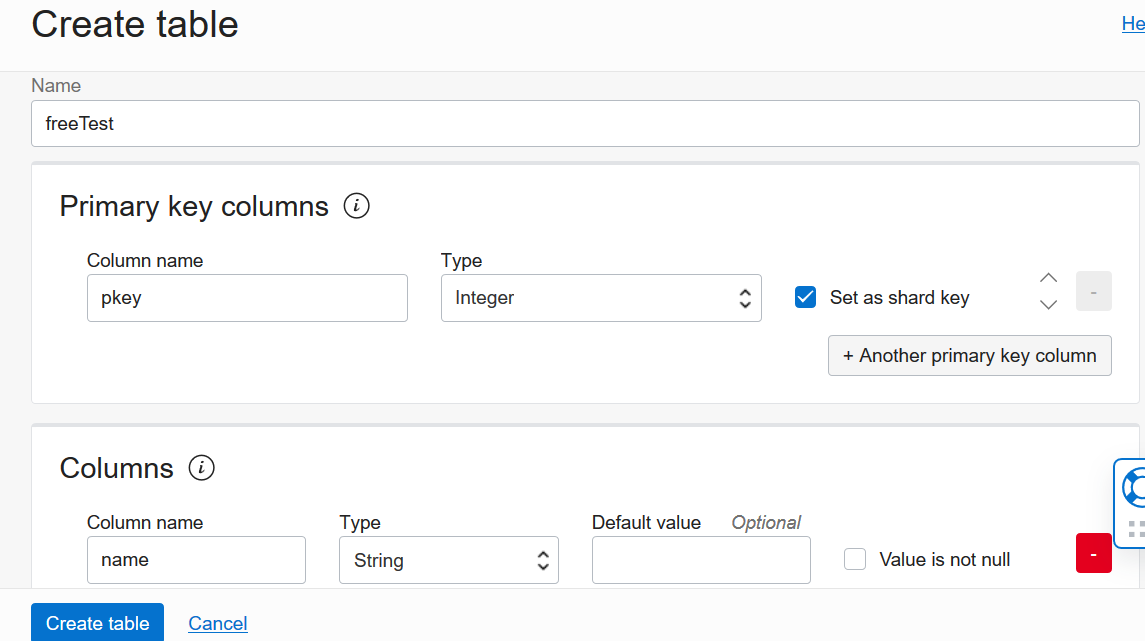 Create table
He
Name
freeTest
Primary key columns i
Column name Type
pkey Integer Set as shard key -
+ Another primary key column
Columns i
Column name Type Default value Optional
name String Value is not null -
Create table Cancel